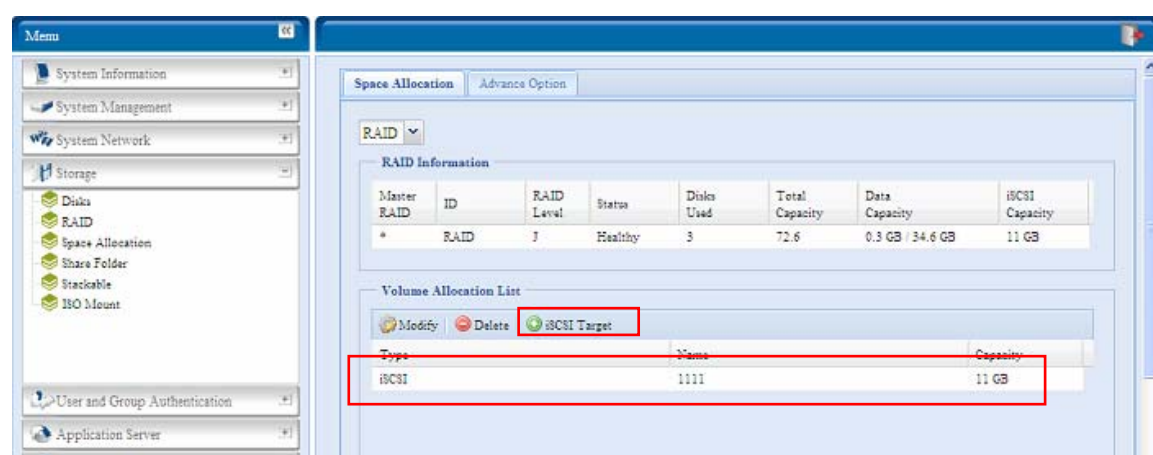 Menu
System Information
System Management
System Network
Storage
Disks
RAID
Space Allocation
Share Folder
Stackable
ISO Mount
User and Group Authentication
Application Server
Space Allocation Advance Option
RAID
RAID Information
Master RAID ID RAID Level Status Disks Used Total Capacity Data Capacity iSCSI Capacity
* RAID J Healthy 3 72.6 0.3 GB / 34.6 GB 11 GB
Volume Allocation List
Modify Delete iSCSI Target
Type Name Capacity
iSCSI 1111 11 GB